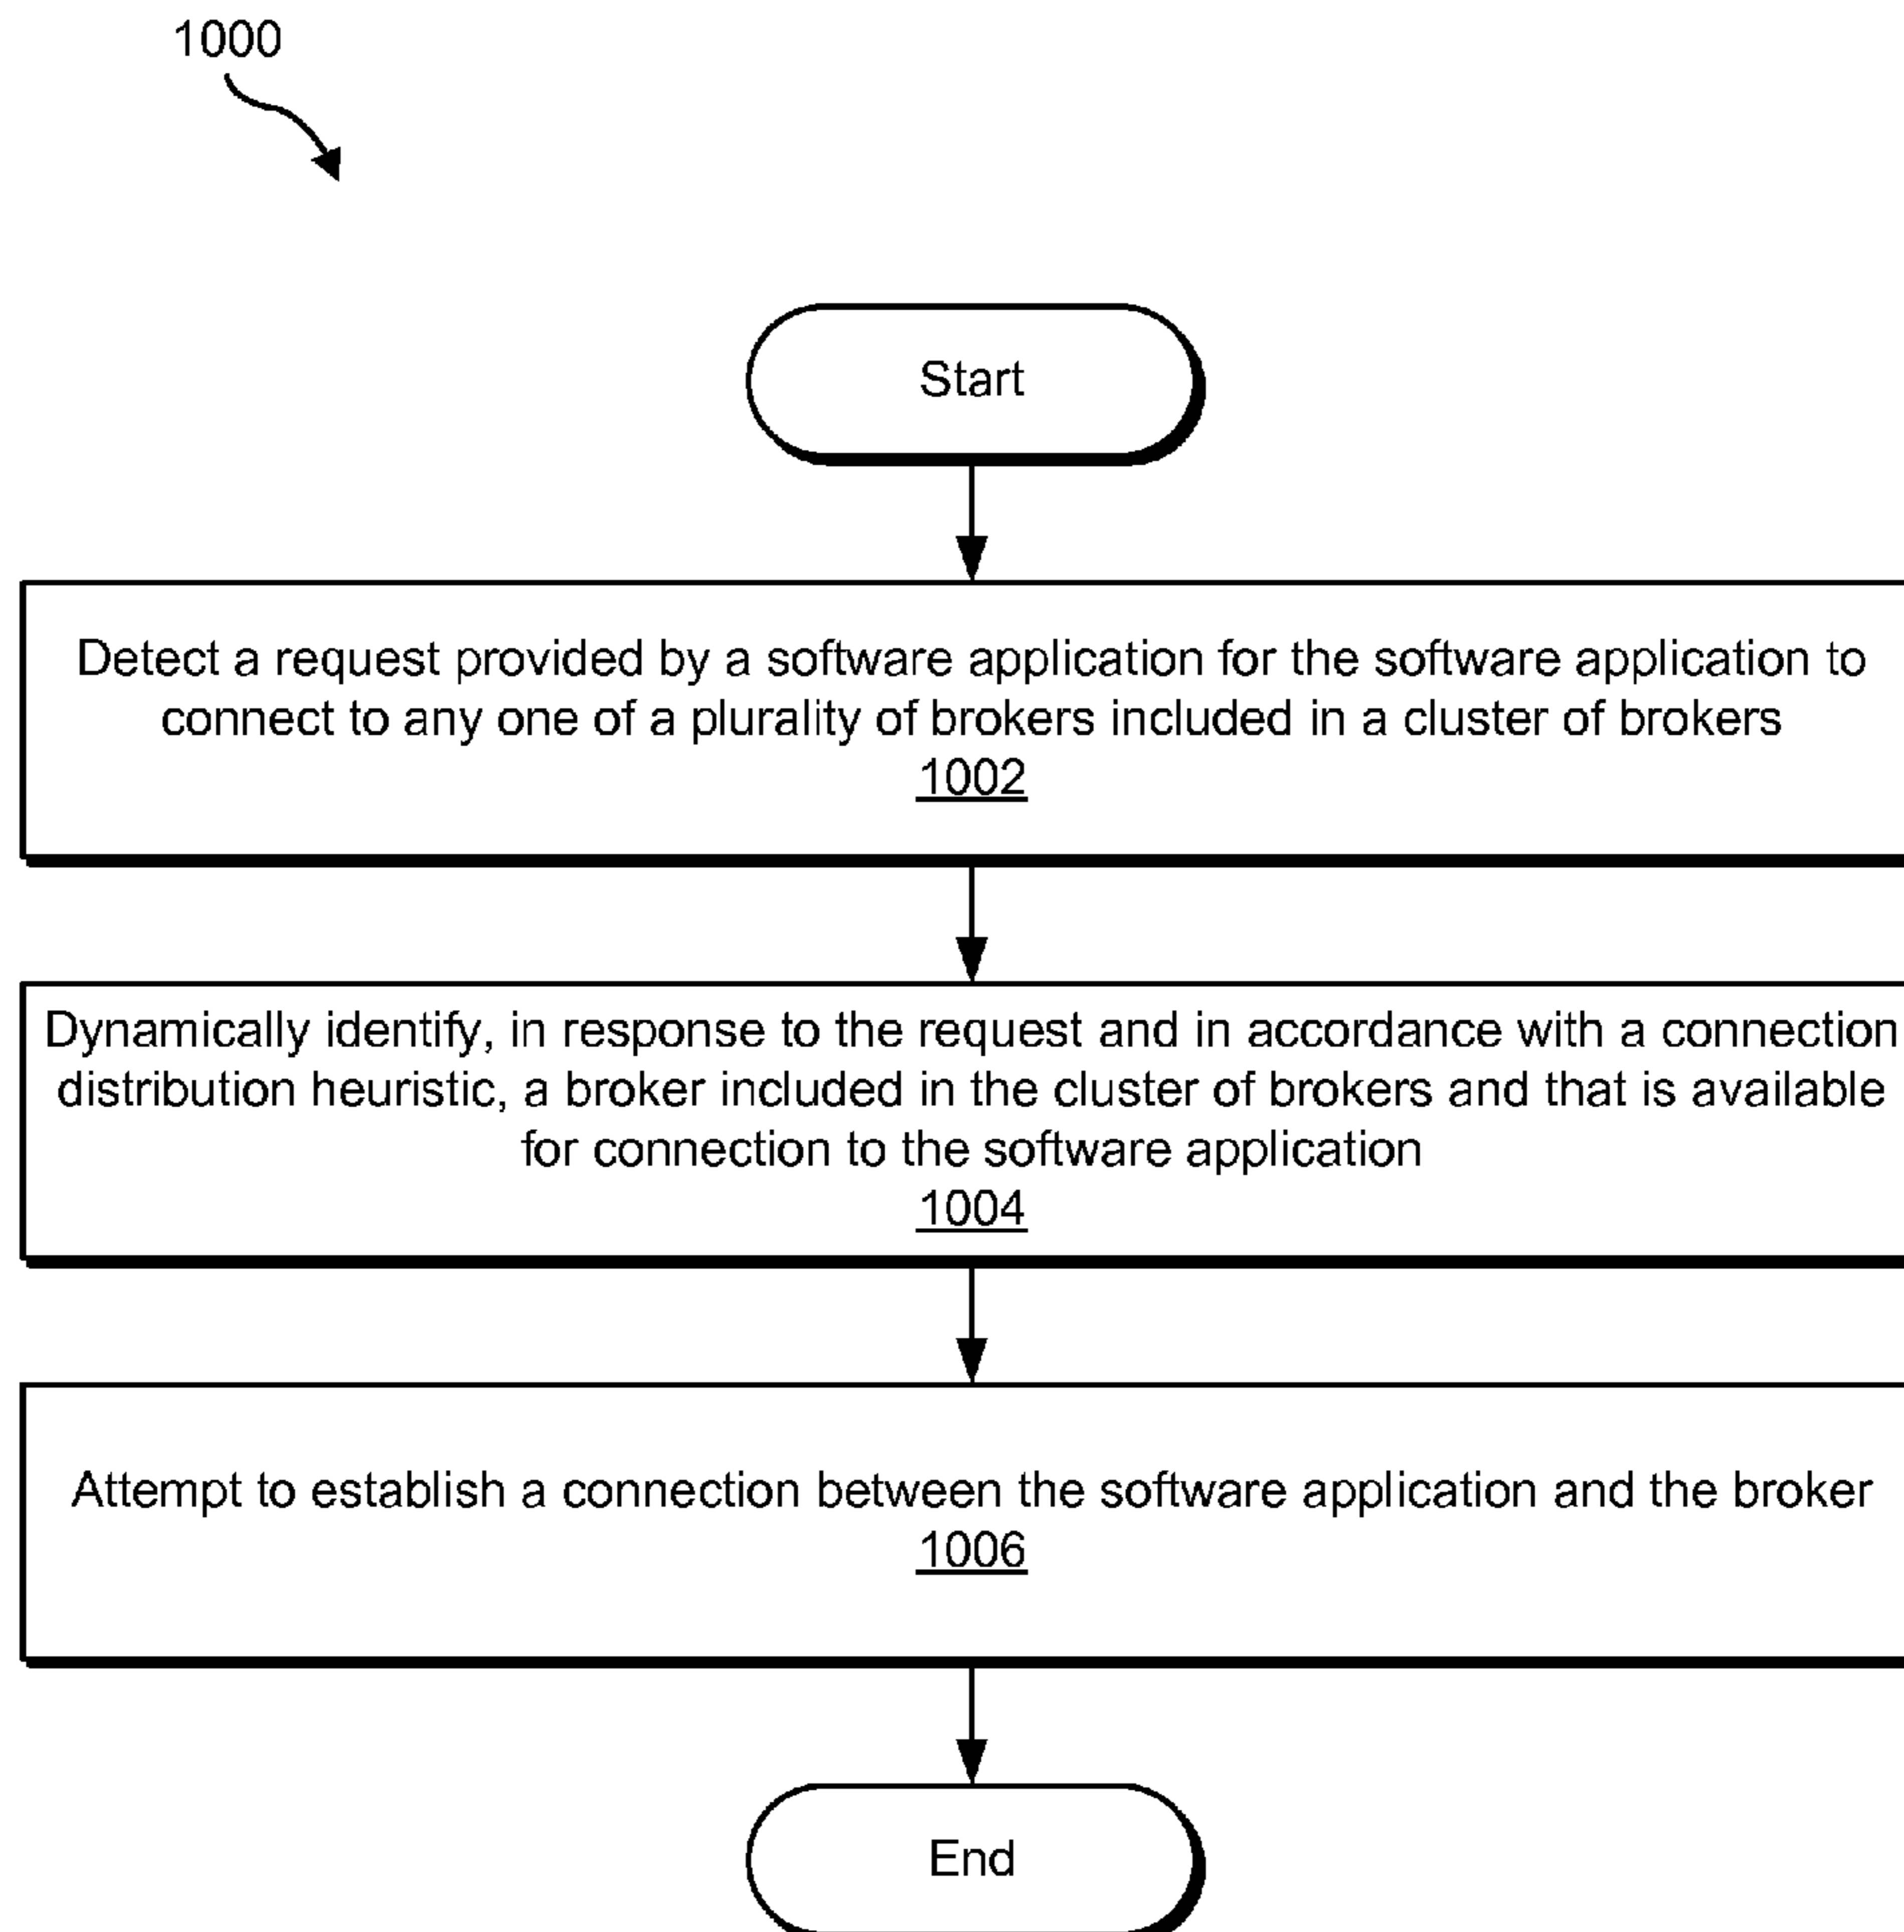 1000
Start
Detect a request provided by a software application for the software application to
connect to any one of a plurality of brokers included in a cluster of brokers
1002
Dynamically identify, in response to the request and in accordance with a connection
distribution heuristic, a broker included in the cluster of brokers and that is available
for connection to the software application
1004
Attempt to establish a connection between the software application and the broker
1006
End